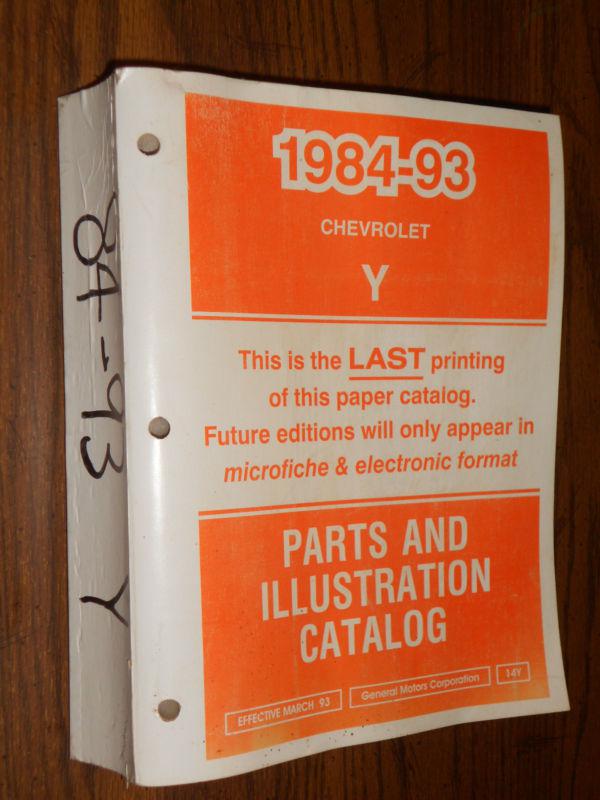 1984-93
CHEVROLET
Y
This is the LAST printing
of this paper catalog.
Future editions will only appear in
microfiche & electronic format
PARTS AND
ILLUSTRATION
CATALOG
EFFECTIVE MARCH 93
General Motors Corporation
14Y
84-93 Y